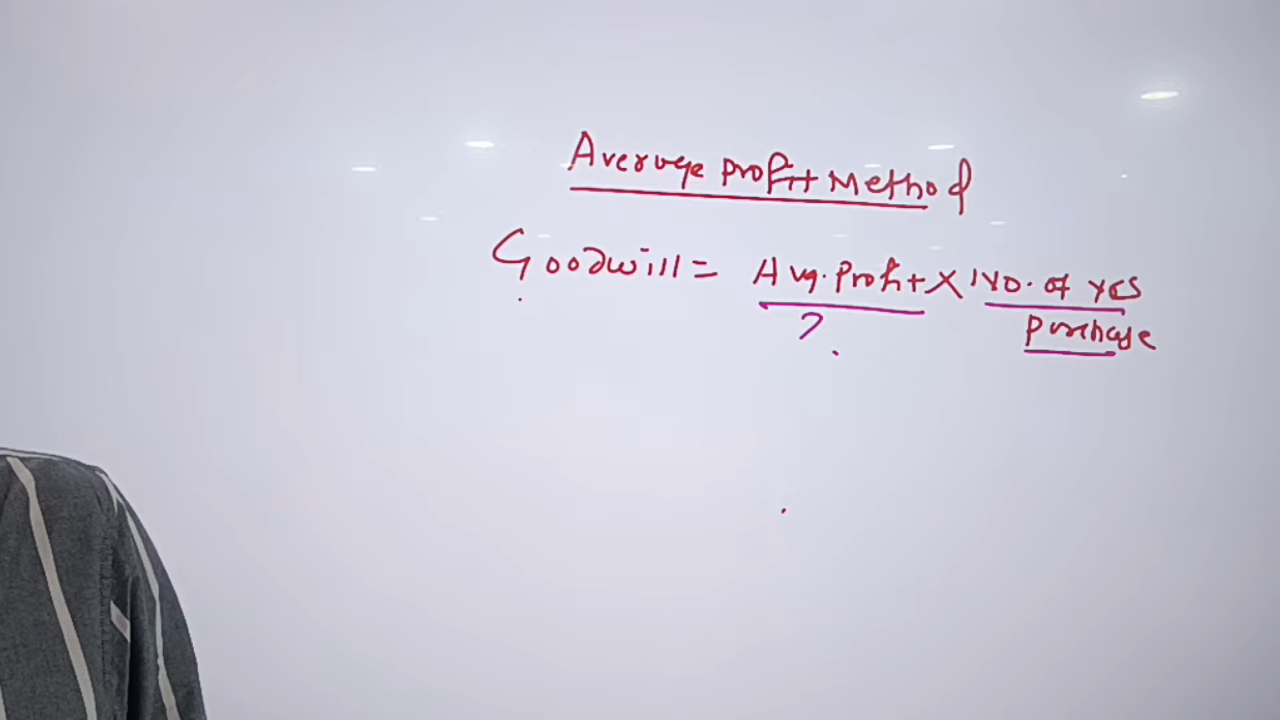 Average Profit Method
Goodwill = Avg. Profit X No. of yrs
purchase
?